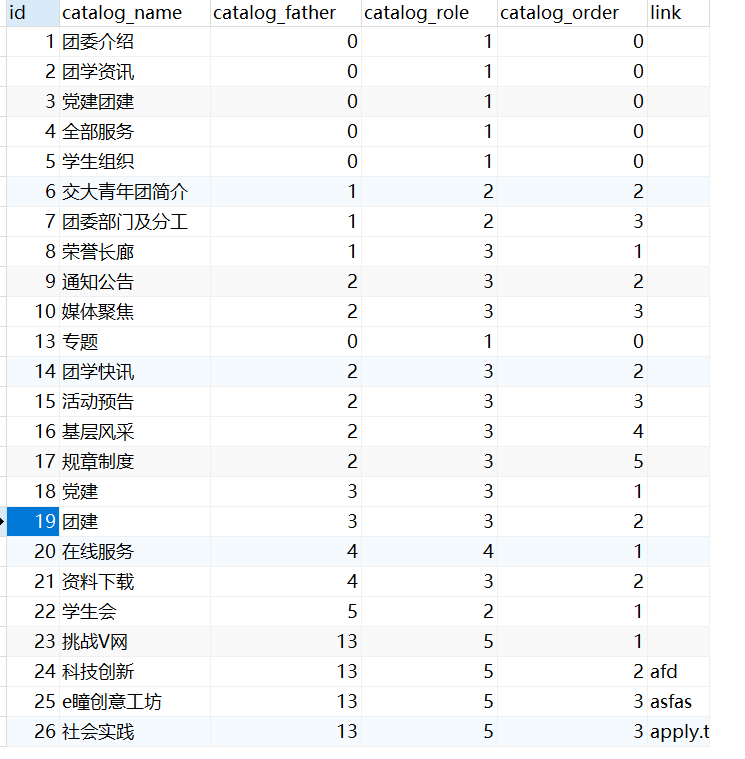 id catalog_name catalog_father catalog_role catalog_order link
1 团委介绍 0 1 0
2 团学资讯 0 1 0
3 党建团建 0 1 0
4 全部服务 0 1 0
5 学生组织 0 1 0
6 交大青年团简介 1 2 2
7 团委部门及分工 1 2 3
8 荣誉长廊 1 3 1
9 通知公告 2 3 2
10 媒体聚焦 2 3 3
13 专题 0 1 0
14 团学快讯 2 3 2
15 活动预告 2 3 3
16 基层风采 2 3 4
17 规章制度 2 3 5
18 党建 3 3 1
19 团建 3 3 2
20 在线服务 4 4 1
21 资料下载 4 3 2
22 学生会 5 2 1
23 挑战V网 13 5 1
24 科技创新 13 5 2 afd
25 e瞳创意工坊 13 5 3 asfas
26 社会实践 13 5 3 apply.t